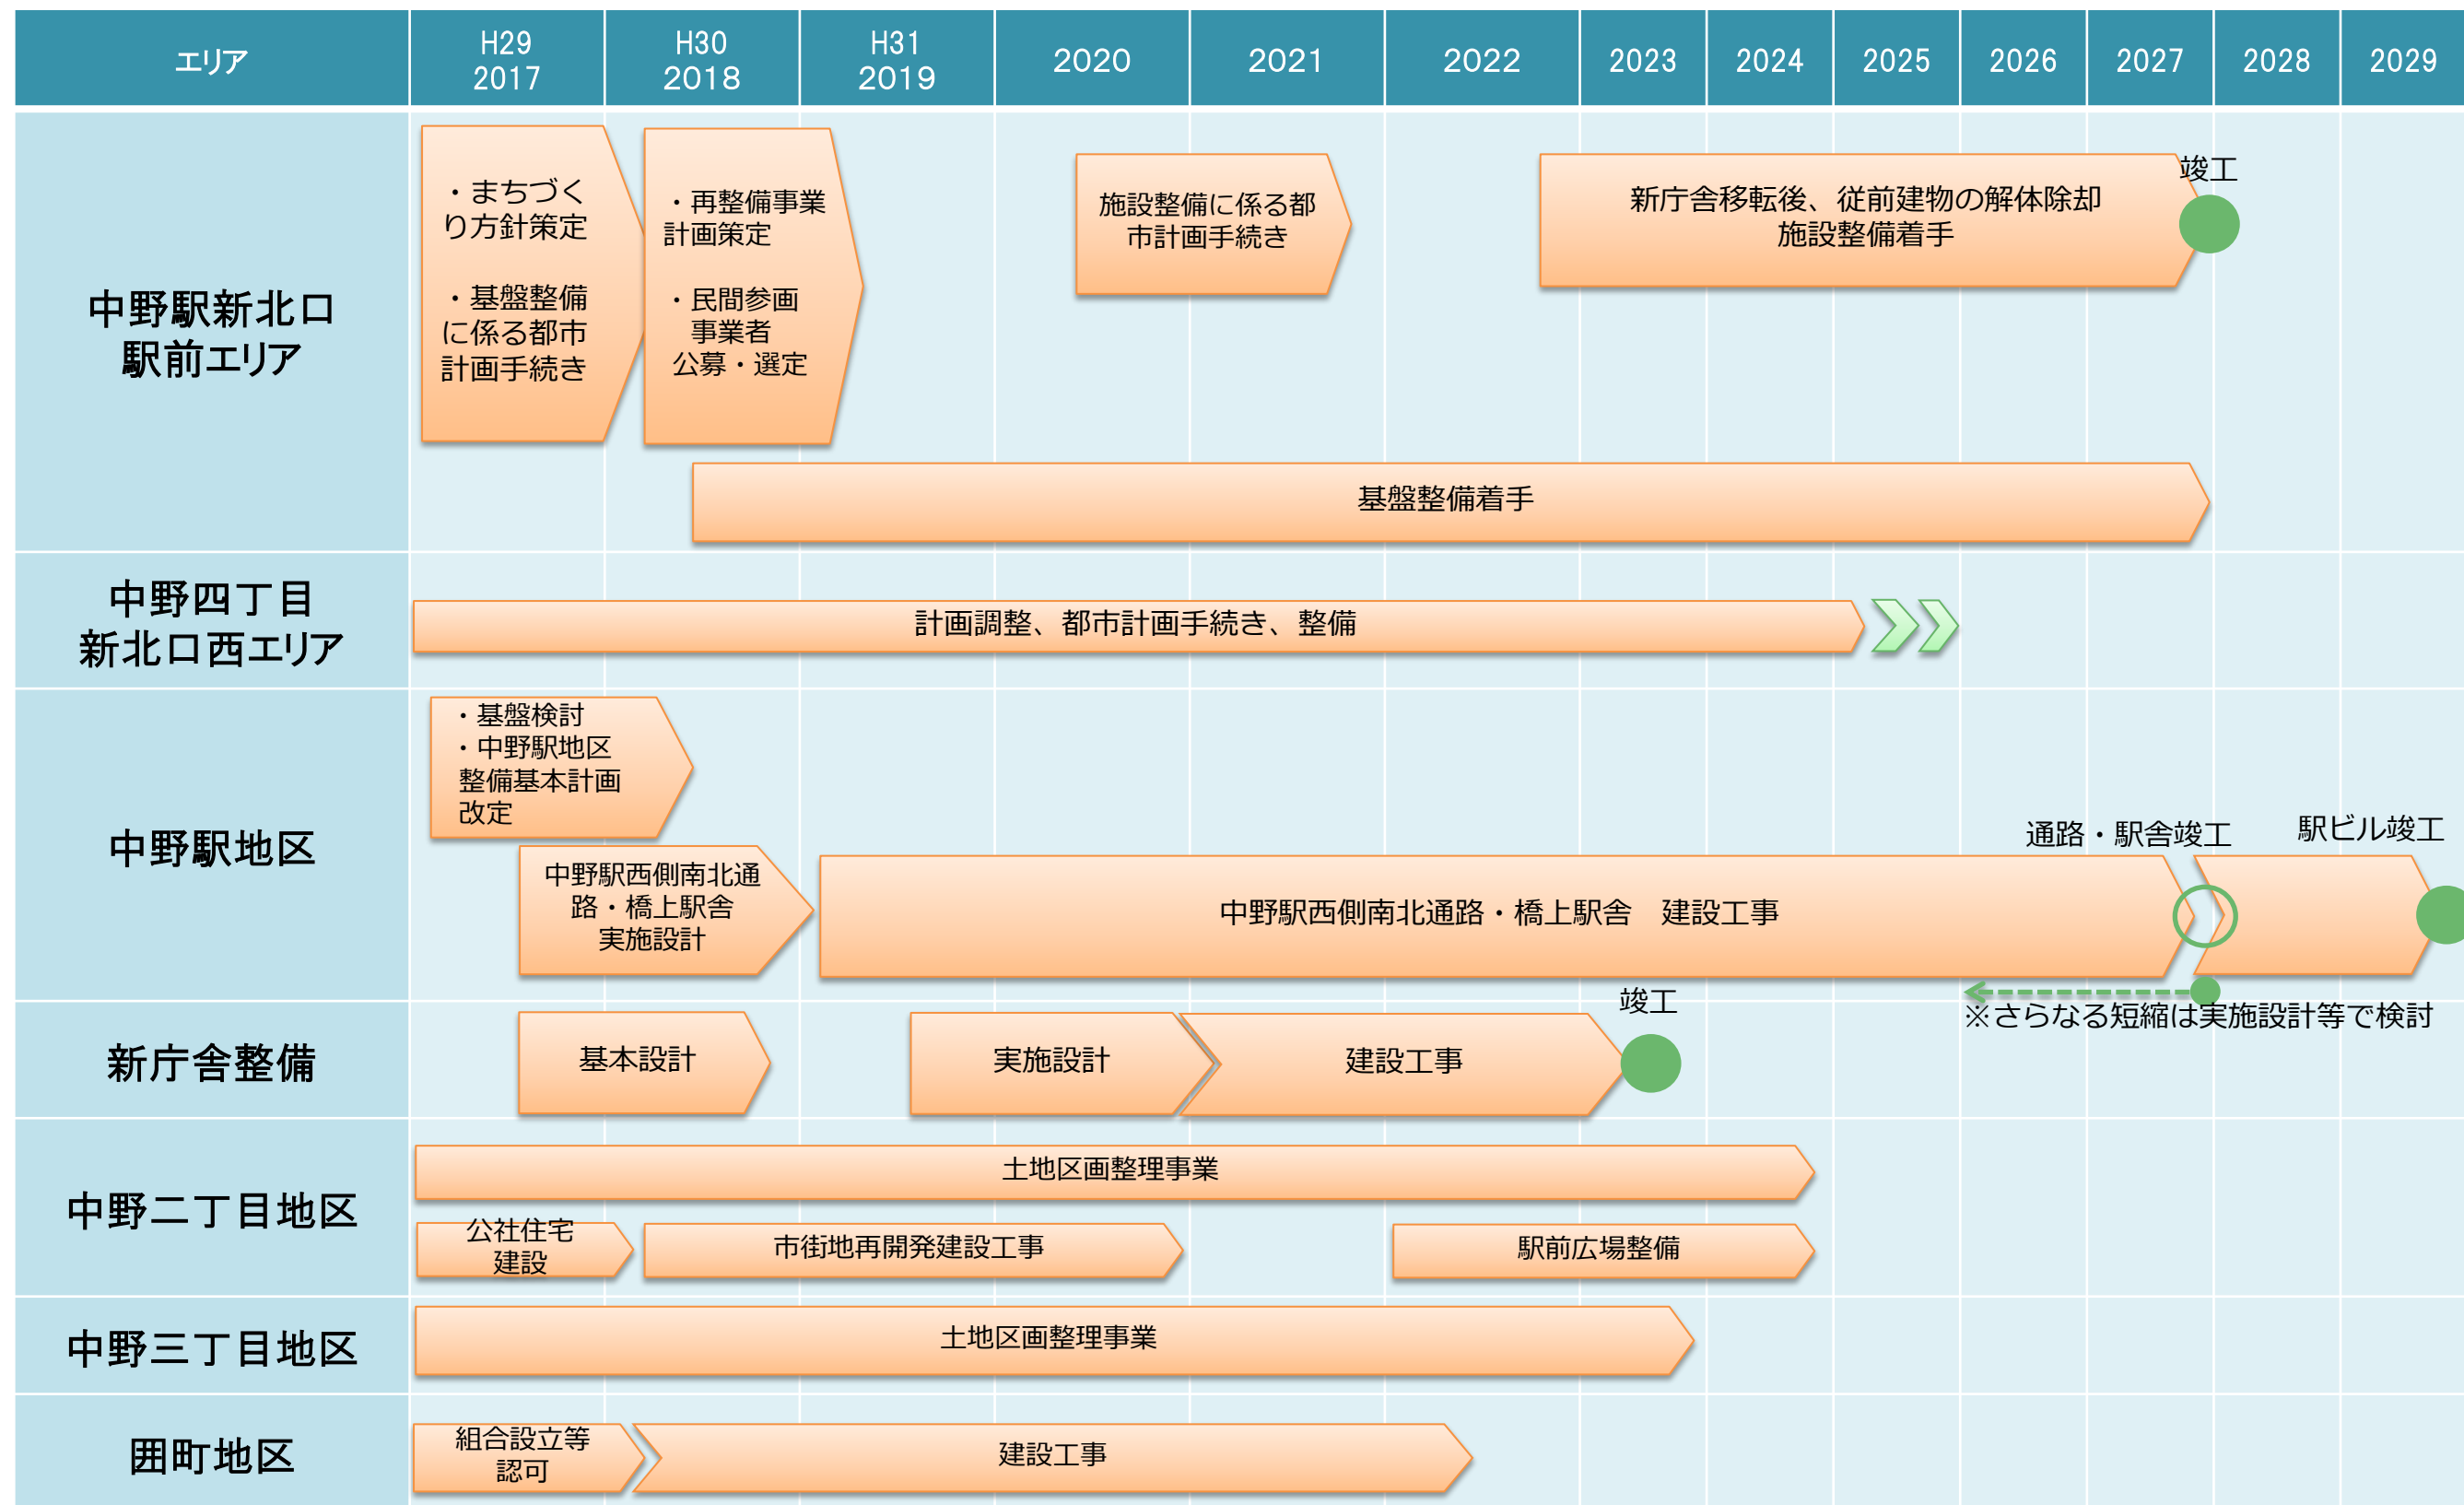 エリア
H29
2017
H30
2018
H31
2019
2020
2021
2022
2023
2024
2025
2026
2027
2028
2029
中野駅新北口
駅前エリア
・まちづく
り方針策定
・基盤整備
に係る都市
計画手続き
・再整備事業
計画策定
・民間参画
事業者
公募・選定
施設整備に係る都
市計画手続き
新庁舎移転後、従前建物の解体除却
施設整備着手
竣工
基盤整備着手
中野四丁目
新北口西エリア
計画調整、都市計画手続き、整備
中野駅地区
・基盤検討
・中野駅地区
整備基本計画
改定
中野駅西側南北通
路・橋上駅舎
実施設計
中野駅西側南北通路・橋上駅舎　建設工事
通路・駅舎竣工
駅ビル竣工
※さらなる短縮は実施設計等で検討
新庁舎整備
基本設計
実施設計
建設工事
竣工
中野二丁目地区
土地区画整理事業
公社住宅
建設
市街地再開発建設工事
駅前広場整備
中野三丁目地区
土地区画整理事業
囲町地区
組合設立等
認可
建設工事